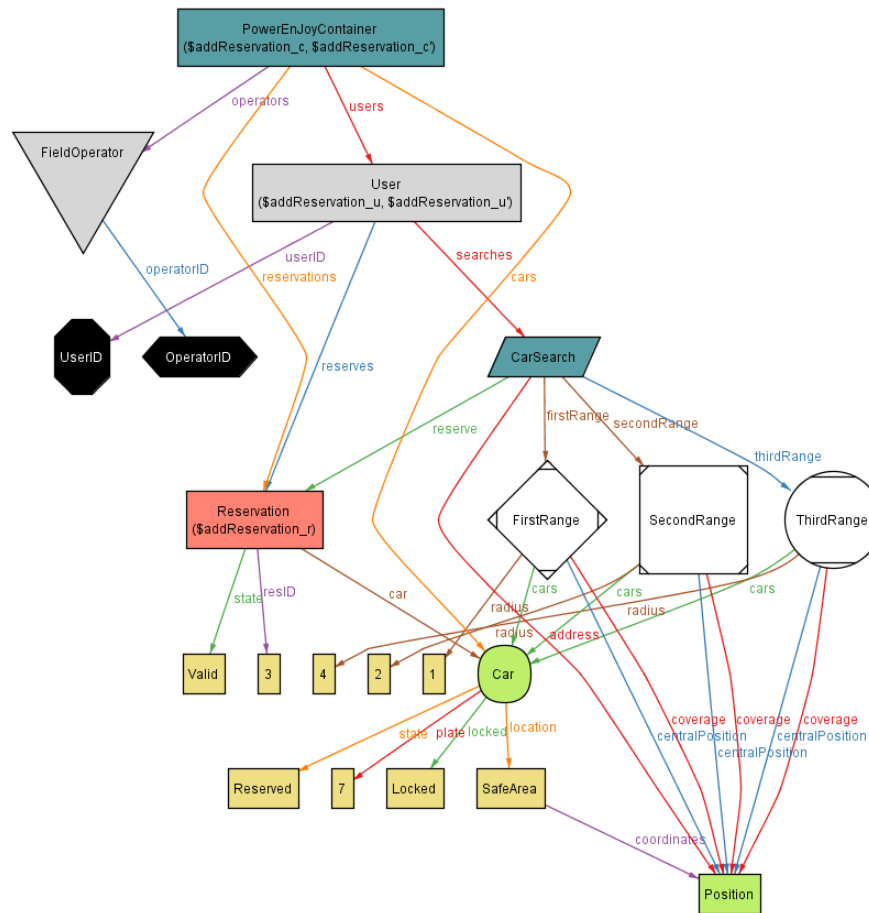 PowerEnJoyContainer
($addReservation_c, $addReservation_c')
operators
users
FieldOperator
User
($addReservation_u, $addReservation_u')
userID
searches
operatorID
reservations
cars
UserID
OperatorID
CarSearch
reserves
firstRange
secondRange
reserve
thirdRange
Reservation
($addReservation_r)
FirstRange
SecondRange
ThirdRange
state
resID
car
cars
cars
cars
radius
radius
radius
address
Valid
3
4
2
1
Car
state
plate
locked
location
coverage
coverage
coverage
centralPosition
centralPosition
centralPosition
Reserved
7
Locked
SafeArea
coordinates
Position